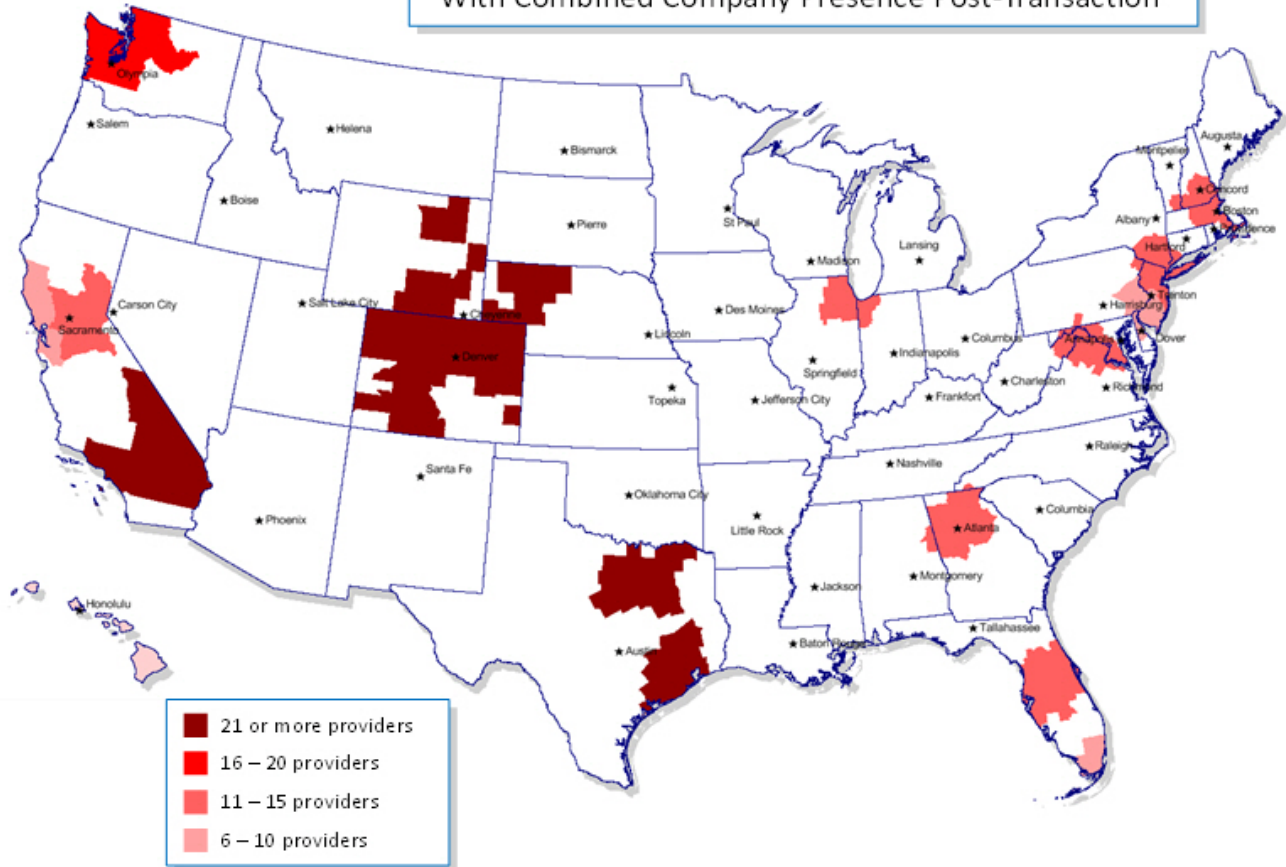 With Combined Company Presence Post-Transaction
Olympia
Salem
Helena
Bismarck
Montpelier
Augusta
Concord
Boise
Pierre
St Paul
Albany
Boston
Hartford
Lansing
Madison
Carson City
Salt Lake City
Cheyenne
Des Moines
Harrisburg
Trenton
Sacramento
Lincoln
Columbus
Annapolis
Dover
Denver
Indianapolis
Springfield
Charleston
Richmond
Topeka
Jefferson City
Frankfort
Raleigh
Santa Fe
Nashville
Oklahoma City
Little Rock
Columbia
Phoenix
Atlanta
Montgomery
Jackson
Honolulu
Tallahassee
Austin
Baton Rouge
21 or more providers
16 – 20 providers
11 – 15 providers
6 – 10 providers